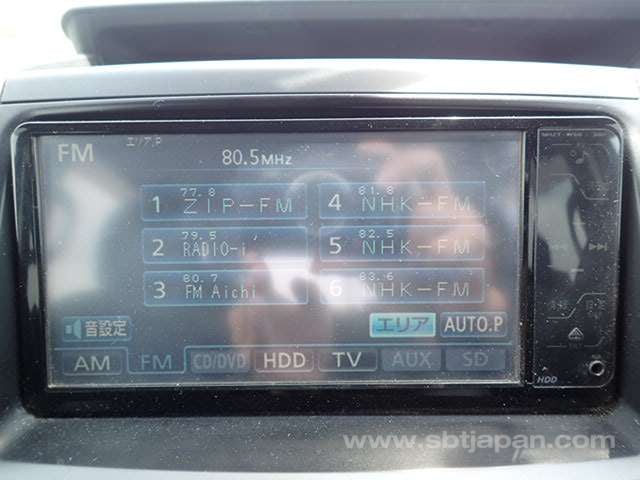 FM エリア.P 80.5MHz
77.8 81.8
1 ZIP-FM 4 NHK-FM
79.5 82.5
2 RADIO-i 5 NHK-FM
80.7 83.6
3 FM Aichi 6 NHK-FM
音設定 エリア AUTO.P
AM FM CD/DVD HDD TV AUX SD
HDD
www.sbtjapan.com